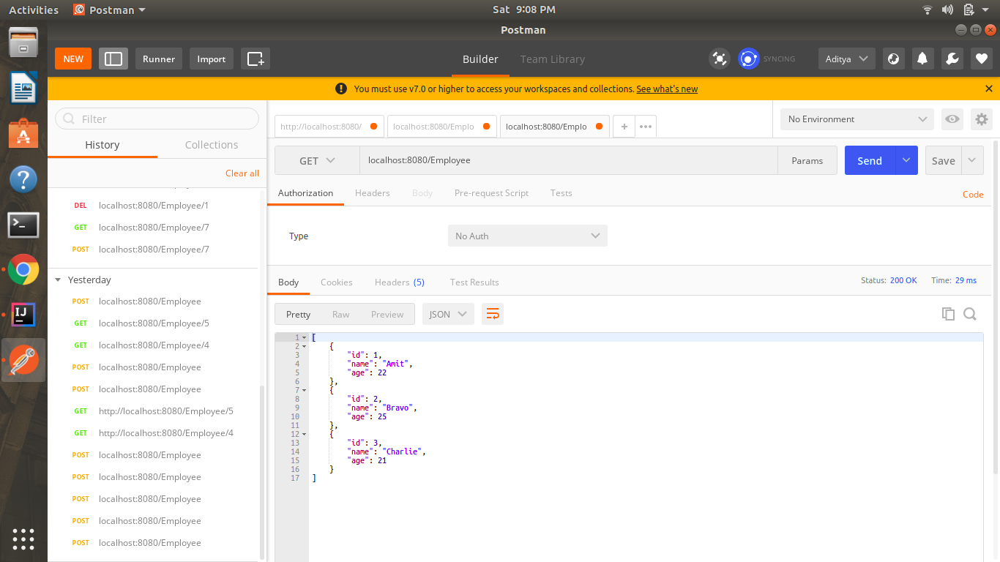 Activities
Postman
Sat 9:08 PM
Postman
NEW
Runner
Import
Builder
Team Library
SYNCING
Aditya
You must use v7.0 or higher to access your workspaces and collections. See what's new
Filter
History
Collections
Clear all
DEL localhost:8080/Employee/1
GET localhost:8080/Employee/7
POST localhost:8080/Employee/7
Yesterday
POST localhost:8080/Employee
GET localhost:8080/Employee/5
GET localhost:8080/Employee/4
POST localhost:8080/Employee
POST localhost:8080/Employee
GET http://localhost:8080/Employee/5
GET http://localhost:8080/Employee/4
POST localhost:8080/Employee
POST localhost:8080/Employee
POST localhost:8080/Employee
POST localhost:8080/Employee
POST localhost:8080/Employee
http://localhost:8080/
localhost:8080/Emplo
localhost:8080/Emplo
+
•••
No Environment
GET
localhost:8080/Employee
Params
Send
Save
Authorization
Headers
Body
Pre-request Script
Tests
Code
Type
No Auth
Body
Cookies
Headers (5)
Test Results
Status: 200 OK
Time: 29 ms
Pretty
Raw
Preview
JSON
1 [
2 {
3 "id": 1,
4 "name": "Amit",
5 "age": 22
6 },
7 {
8 "id": 2,
9 "name": "Bravo",
10 "age": 25
11 },
12 {
13 "id": 3,
14 "name": "Charlie",
15 "age": 21
16 }
17 ]
IJ